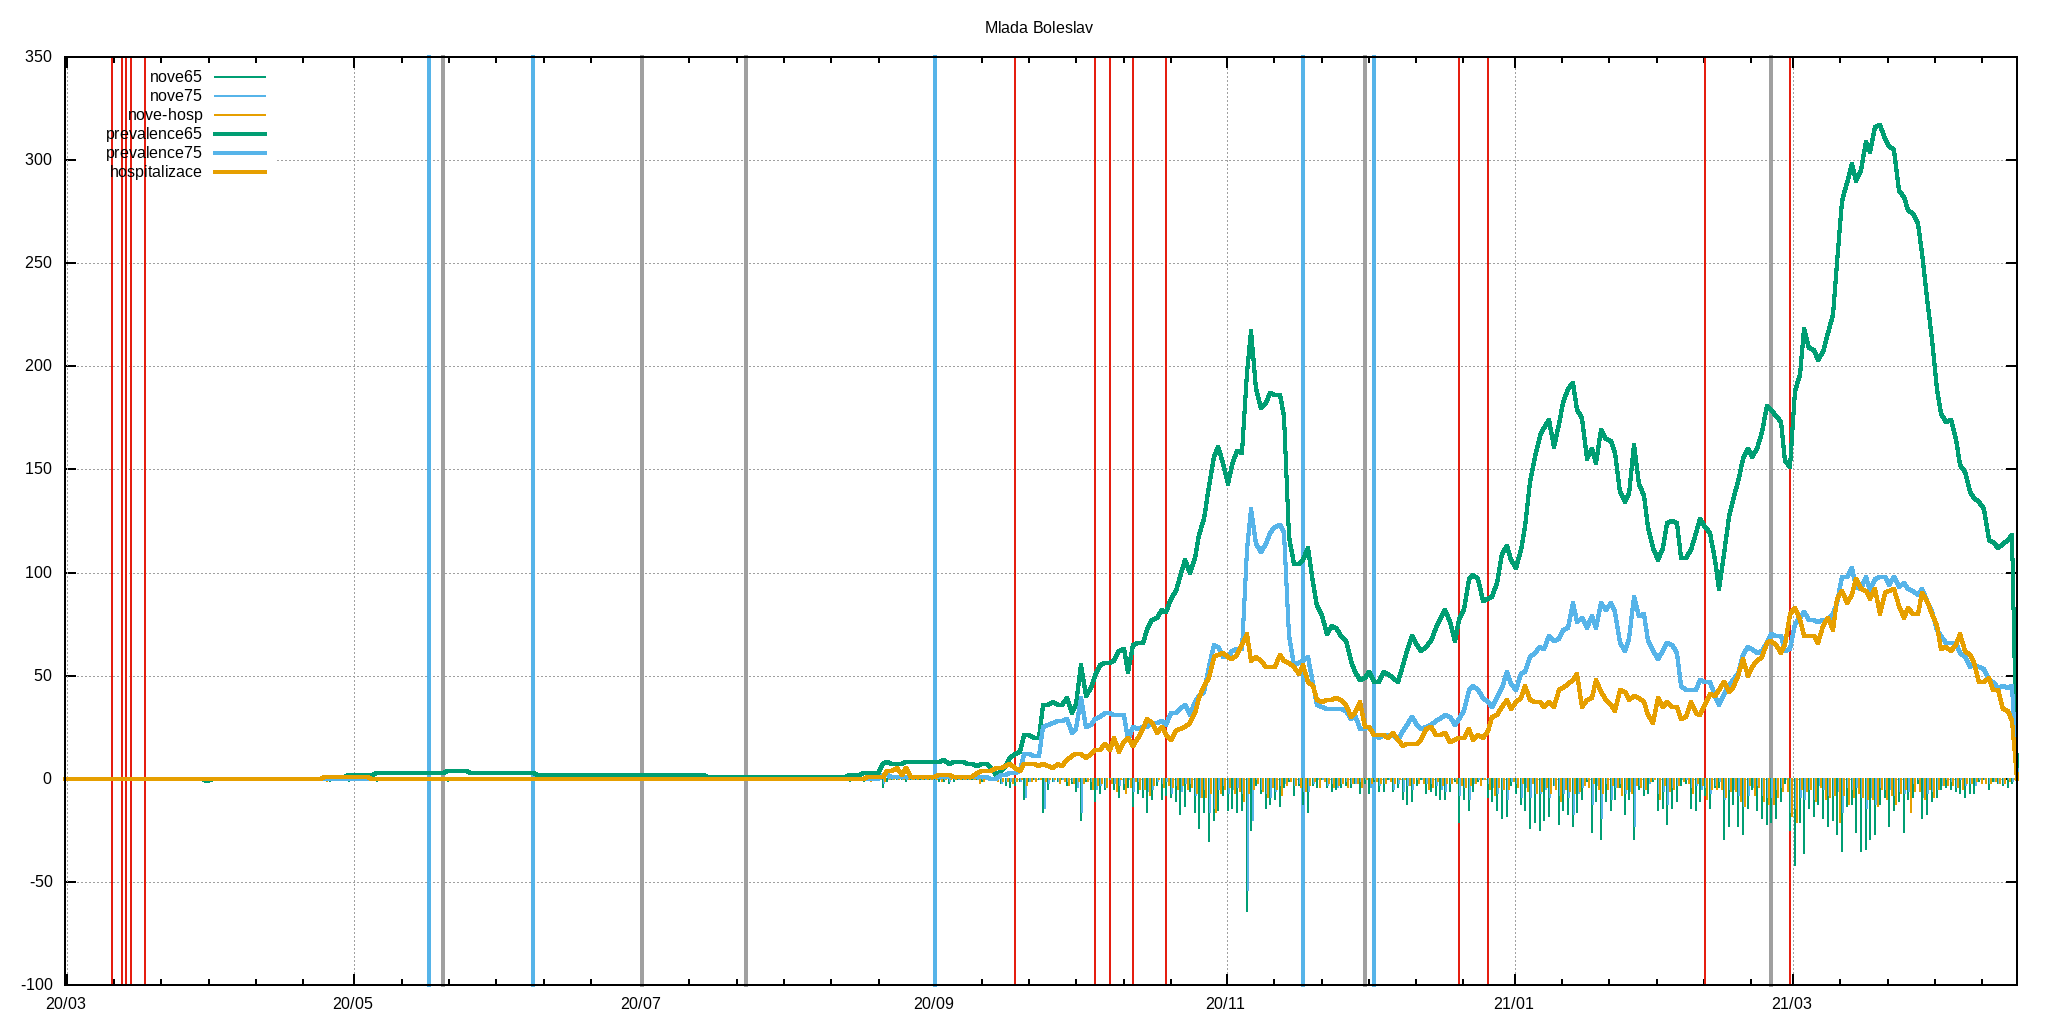 Mlada Boleslav
350
300
250
200
150
100
50
0
-50
-100
nove65
nove75
nove-hosp
prevalence65
prevalence75
hospitalizace
20/03 20/05 20/07 20/09 20/11 21/01 21/03